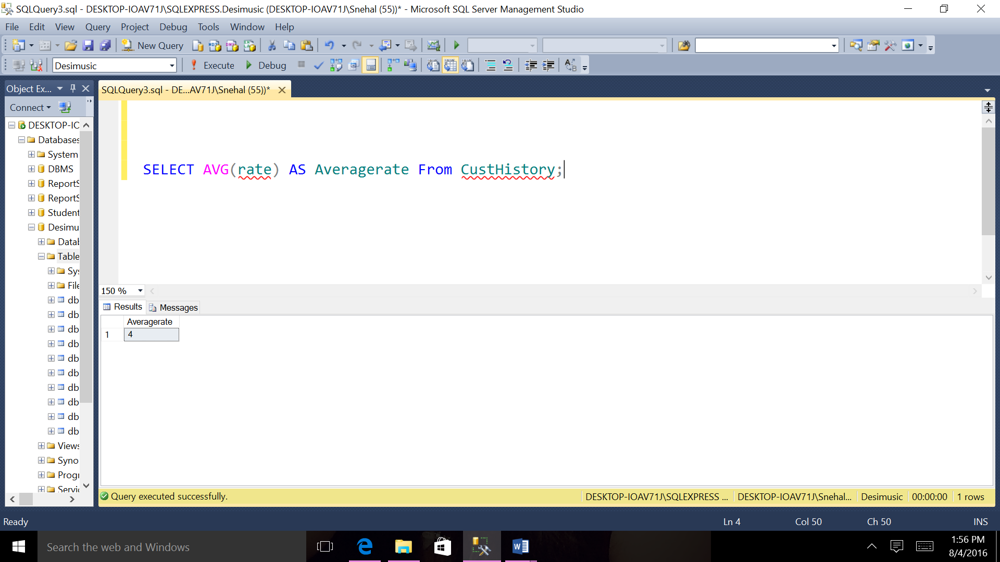 SQLQuery3.sql - DESKTOP-IOAV71J\SQLEXPRESS.Desimusic (DESKTOP-IOAV71J\Snehal (55))* - Microsoft SQL Server Management Studio
File Edit View Query Project Debug Tools Window Help
New Query
Desimusic Execute Debug
Object Ex... SQLQuery3.sql - DE...AV71J\Snehal (55))*
Connect
DESKTOP-IO
Databases
System
DBMS
ReportS
ReportS
Student
Desimu
Datab
Table
Sys
File
db
db
db
db
db
db
db
db
db
db
Views
Syno
Progr
Servic
SELECT AVG(rate) AS Averagerate From CustHistory;
150 %
Results Messages
Averagerate
1 4
Query executed successfully. DESKTOP-IOAV71J\SQLEXPRESS ... DESKTOP-IOAV71J\Snehal... Desimusic 00:00:00 1 rows
Ready Ln 4 Col 50 Ch 50 INS
Search the web and Windows
1:56 PM
8/4/2016